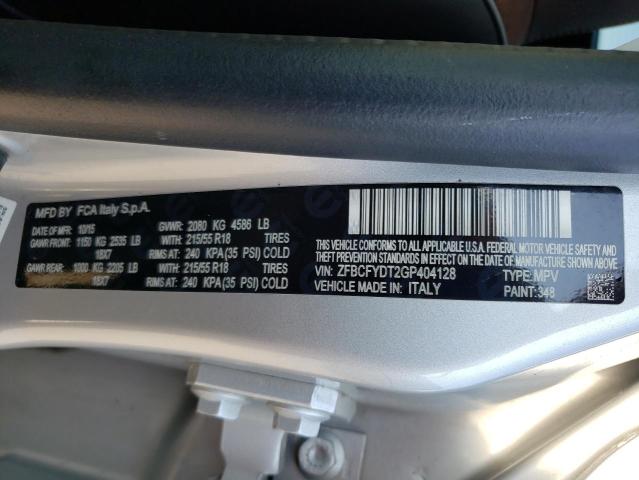 MFD BY FCA Italy S.p.A.
DATE OF MFR: 10/15 GVWR: 2080 KG 4586 LB
GAWR FRONT: 1150 KG 2535 LB WITH 215/55 R18 TIRES
18X7 RIMS AT: 240 KPA (35 PSI) COLD
GAWR REAR: 1000 KG 2205 LB WITH 215/55 R18 TIRES
18X7 RIMS AT: 240 KPA (35 PSI) COLD
THIS VEHICLE CONFORMS TO ALL APPLICABLE U.S.A. FEDERAL MOTOR VEHICLE SAFETY
AND THEFT PREVENTION STANDARDS IN EFFECT ON THE DATE OF MANUFACTURE SHOWN ABOVE
VIN: ZFBCFYDT2GP404128 TYPE: MPV
VEHICLE MADE IN: ITALY PAINT: 348